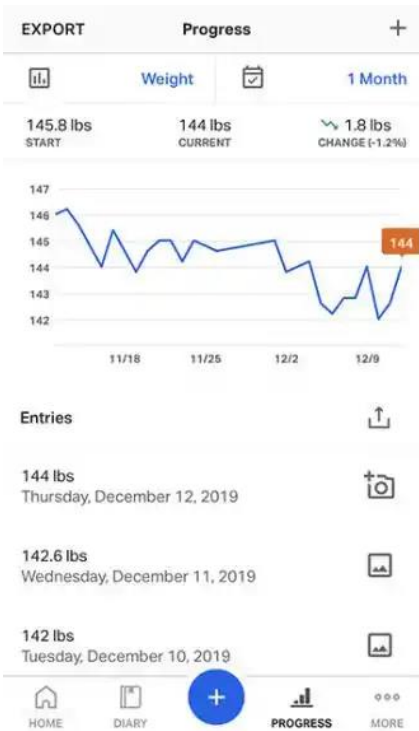 EXPORT Progress +
Weight 1 Month
145.8 lbs 144 lbs 1.8 lbs
START CURRENT CHANGE (-1.2%)
147
146
145
144
144
143
142
11/18 11/25 12/2 12/9
Entries
144 lbs
Thursday, December 12, 2019
142.6 lbs
Wednesday, December 11, 2019
142 lbs
Tuesday, December 10, 2019
HOME DIARY + PROGRESS MORE